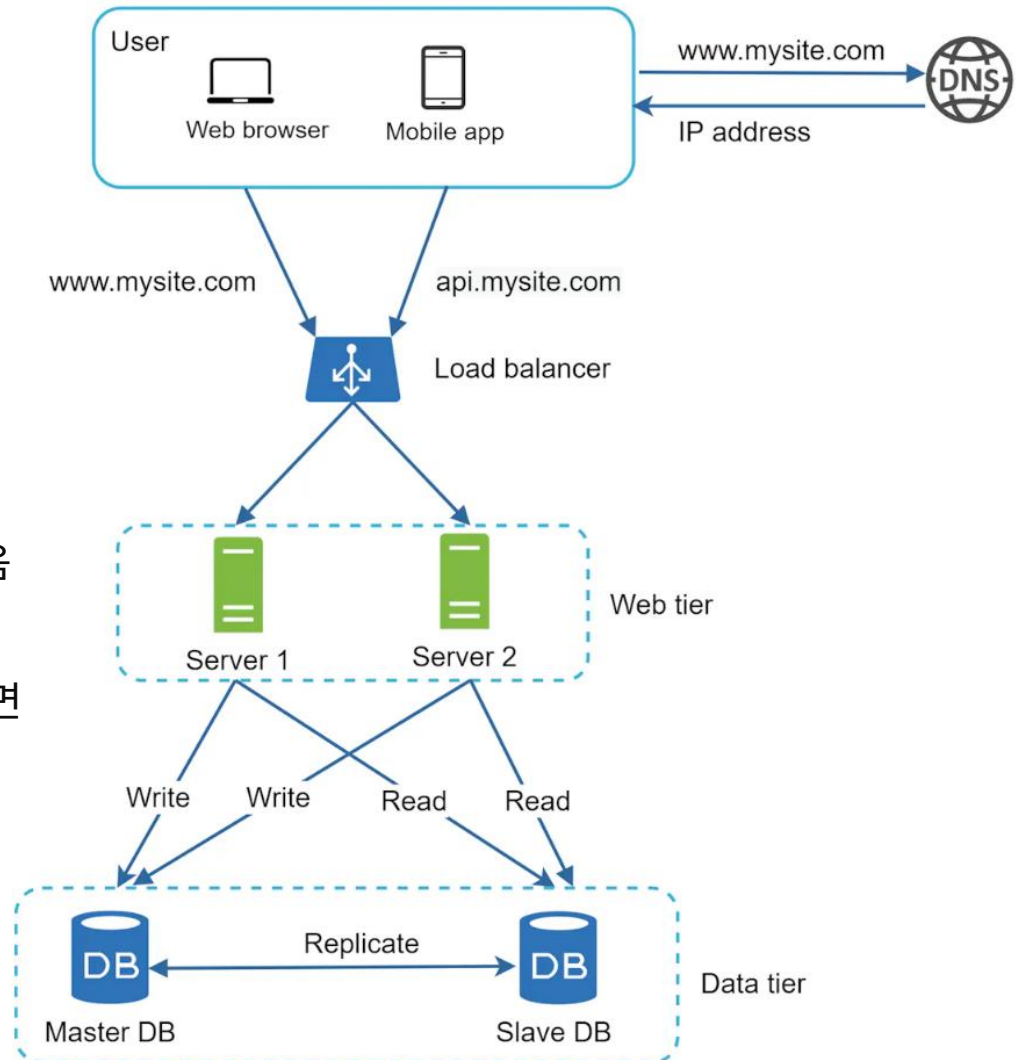 User
www.mysite.com
DNS
Web browser
Mobile app
IP address
www.mysite.com
api.mysite.com
Load balancer
음
Web tier
Server 1
Server 2
면
Write
Write
Read
Read
Replicate
DB
DB
Data tier
Master DB
Slave DB